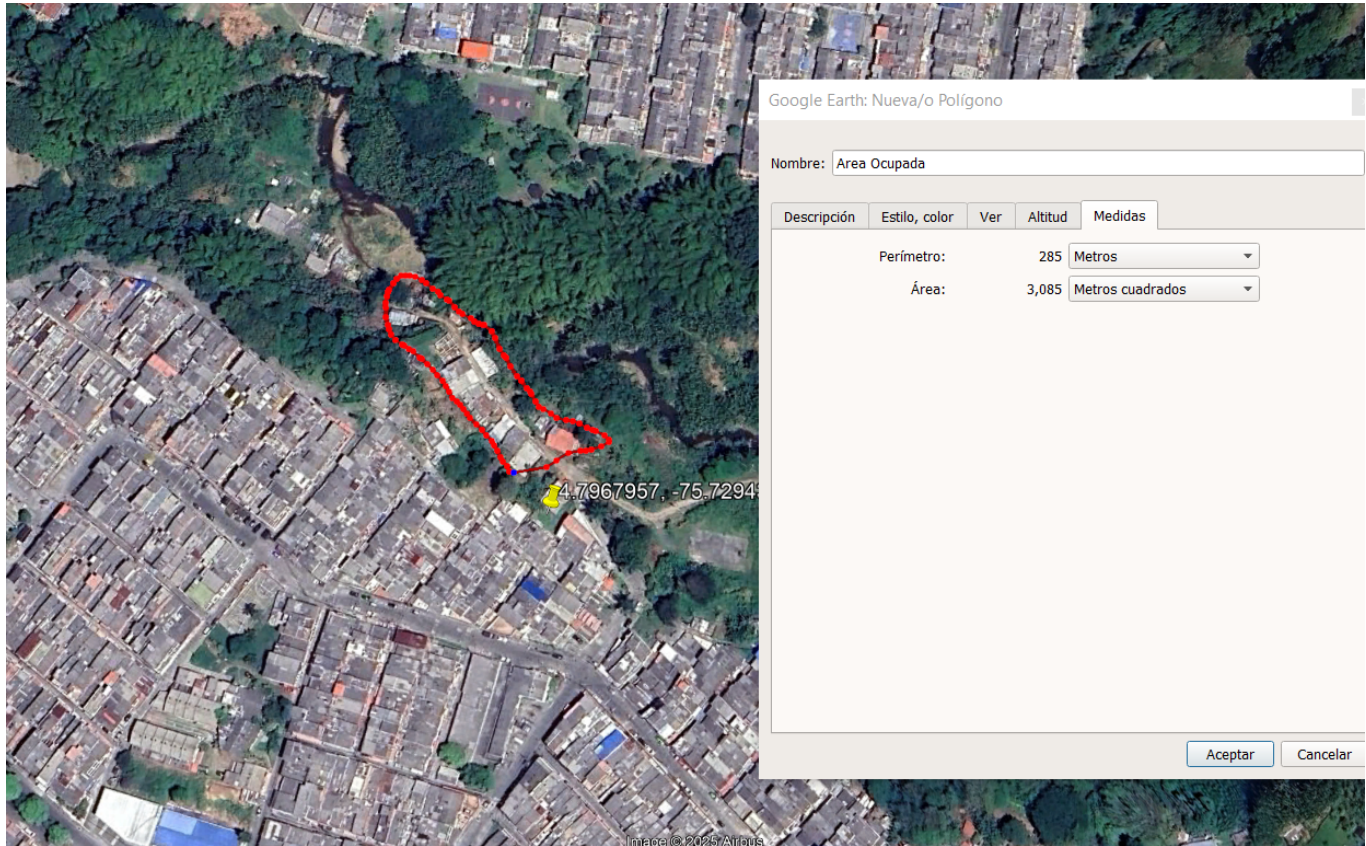 Google Earth: Nueva/o Polígono
Nombre: Area Ocupada
Descripción Estilo, color Ver Altitud Medidas
Perímetro: 285 Metros
Área: 3,085 Metros cuadrados
4.7967957, -75.7294
Aceptar Cancelar
Image © 2025 Airbus